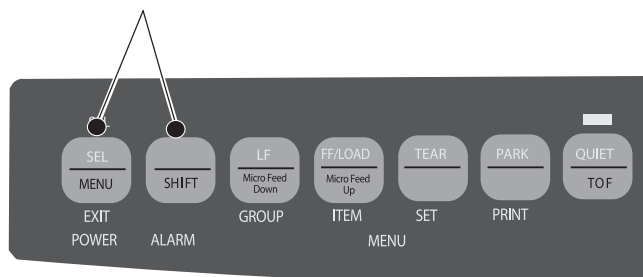 SEL LF FF/LOAD TEAR PARK QUIET
MENU SHIFT Micro Feed Down Micro Feed Up TOF
EXIT GROUP ITEM SET PRINT
POWER ALARM MENU